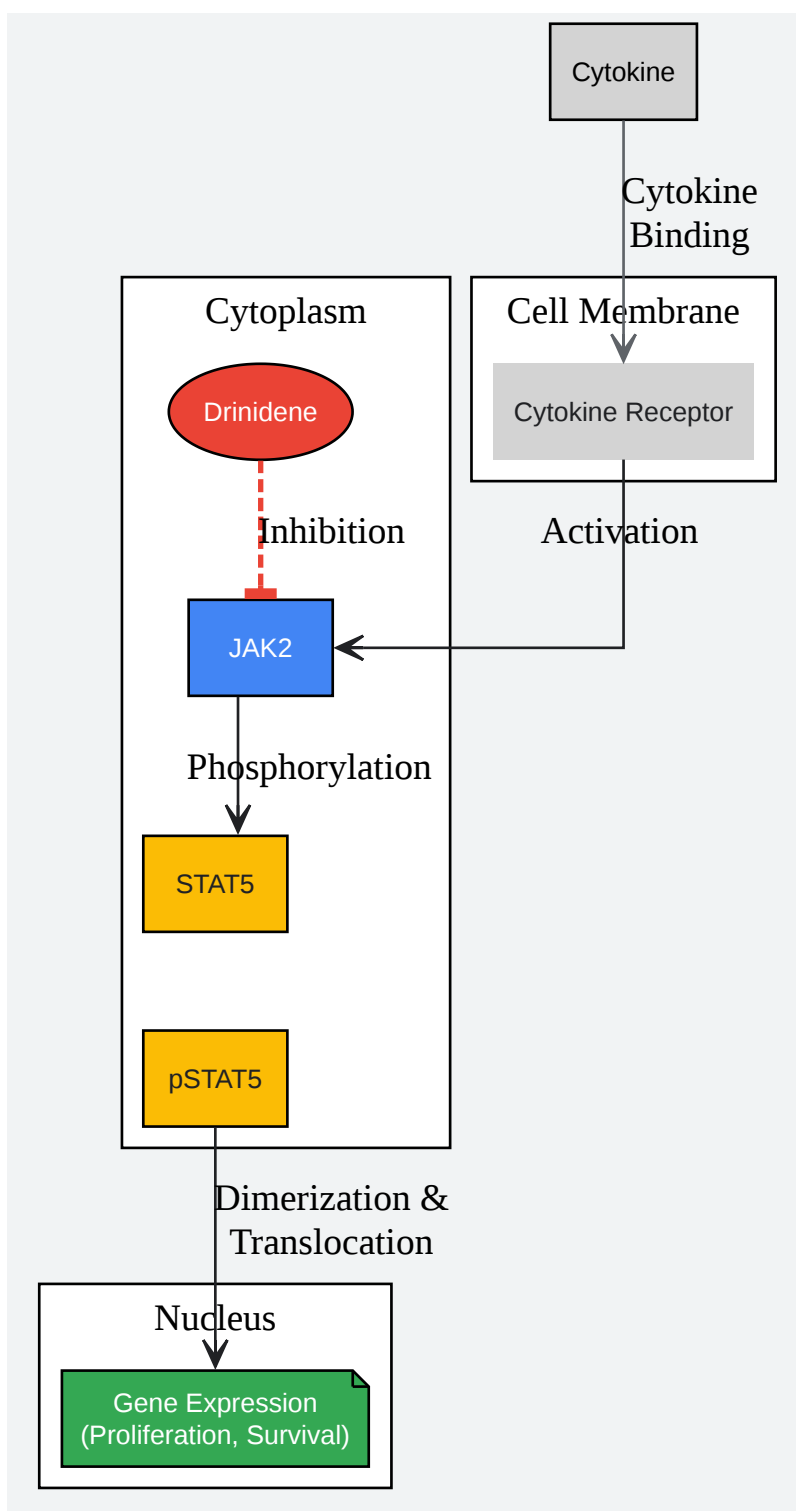 Cytokine
Cytokine
Binding
Cytoplasm
Cell Membrane
Drinidene
Cytokine Receptor
Inhibition
Activation
JAK2
Phosphorylation
STAT5
pSTAT5
Dimerization &
Translocation
Nucleus
Gene Expression
(Proliferation, Survival)